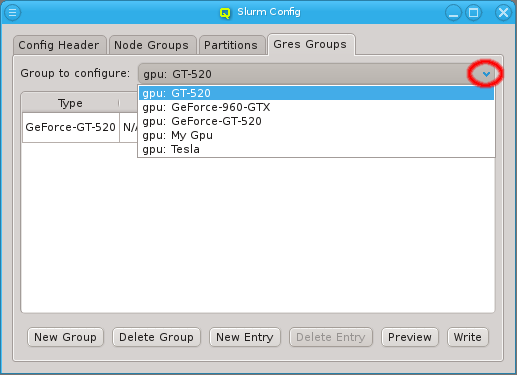 Slurm Config
Config Header Node Groups Partitions Gres Groups
Group to configure: gpu: GT-520
gpu: GT-520
gpu: GeForce-960-GTX
gpu: GeForce-GT-520
gpu: My Gpu
gpu: Tesla
Type
GeForce-GT-520 N/A
New Group Delete Group New Entry Delete Entry Preview Write